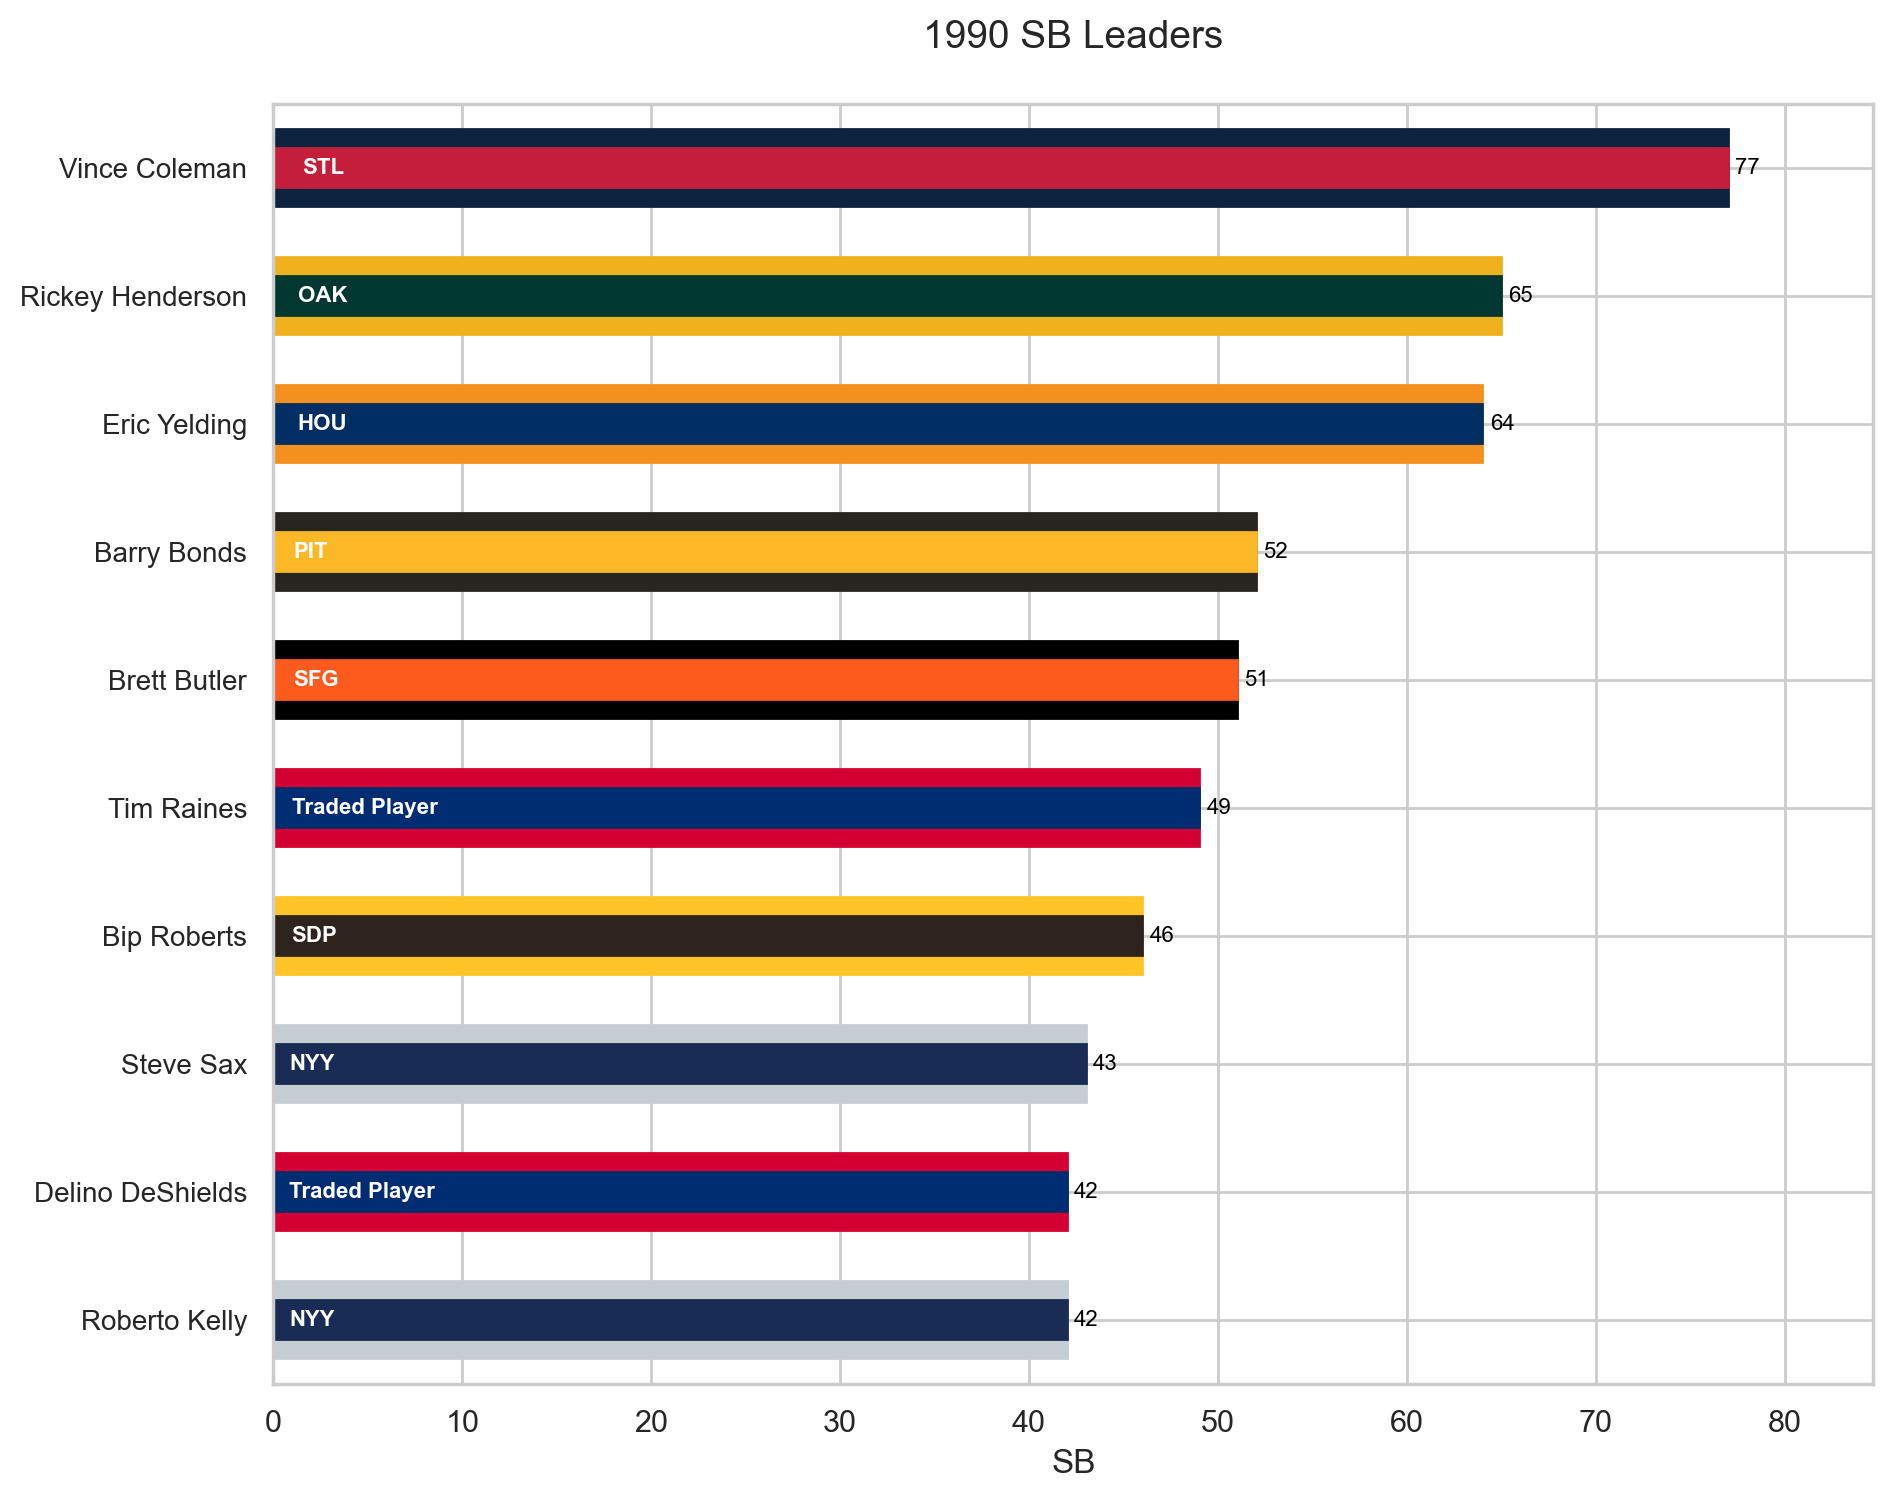 1990 SB Leaders
Vince Coleman STL 77
Rickey Henderson OAK 65
Eric Yelding HOU 64
Barry Bonds PIT 52
Brett Butler SFG 51
Tim Raines Traded Player 49
Bip Roberts SDP 46
Steve Sax NYY 43
Delino DeShields Traded Player 42
Roberto Kelly NYY 42
0 10 20 30 40 50 60 70 80
SB